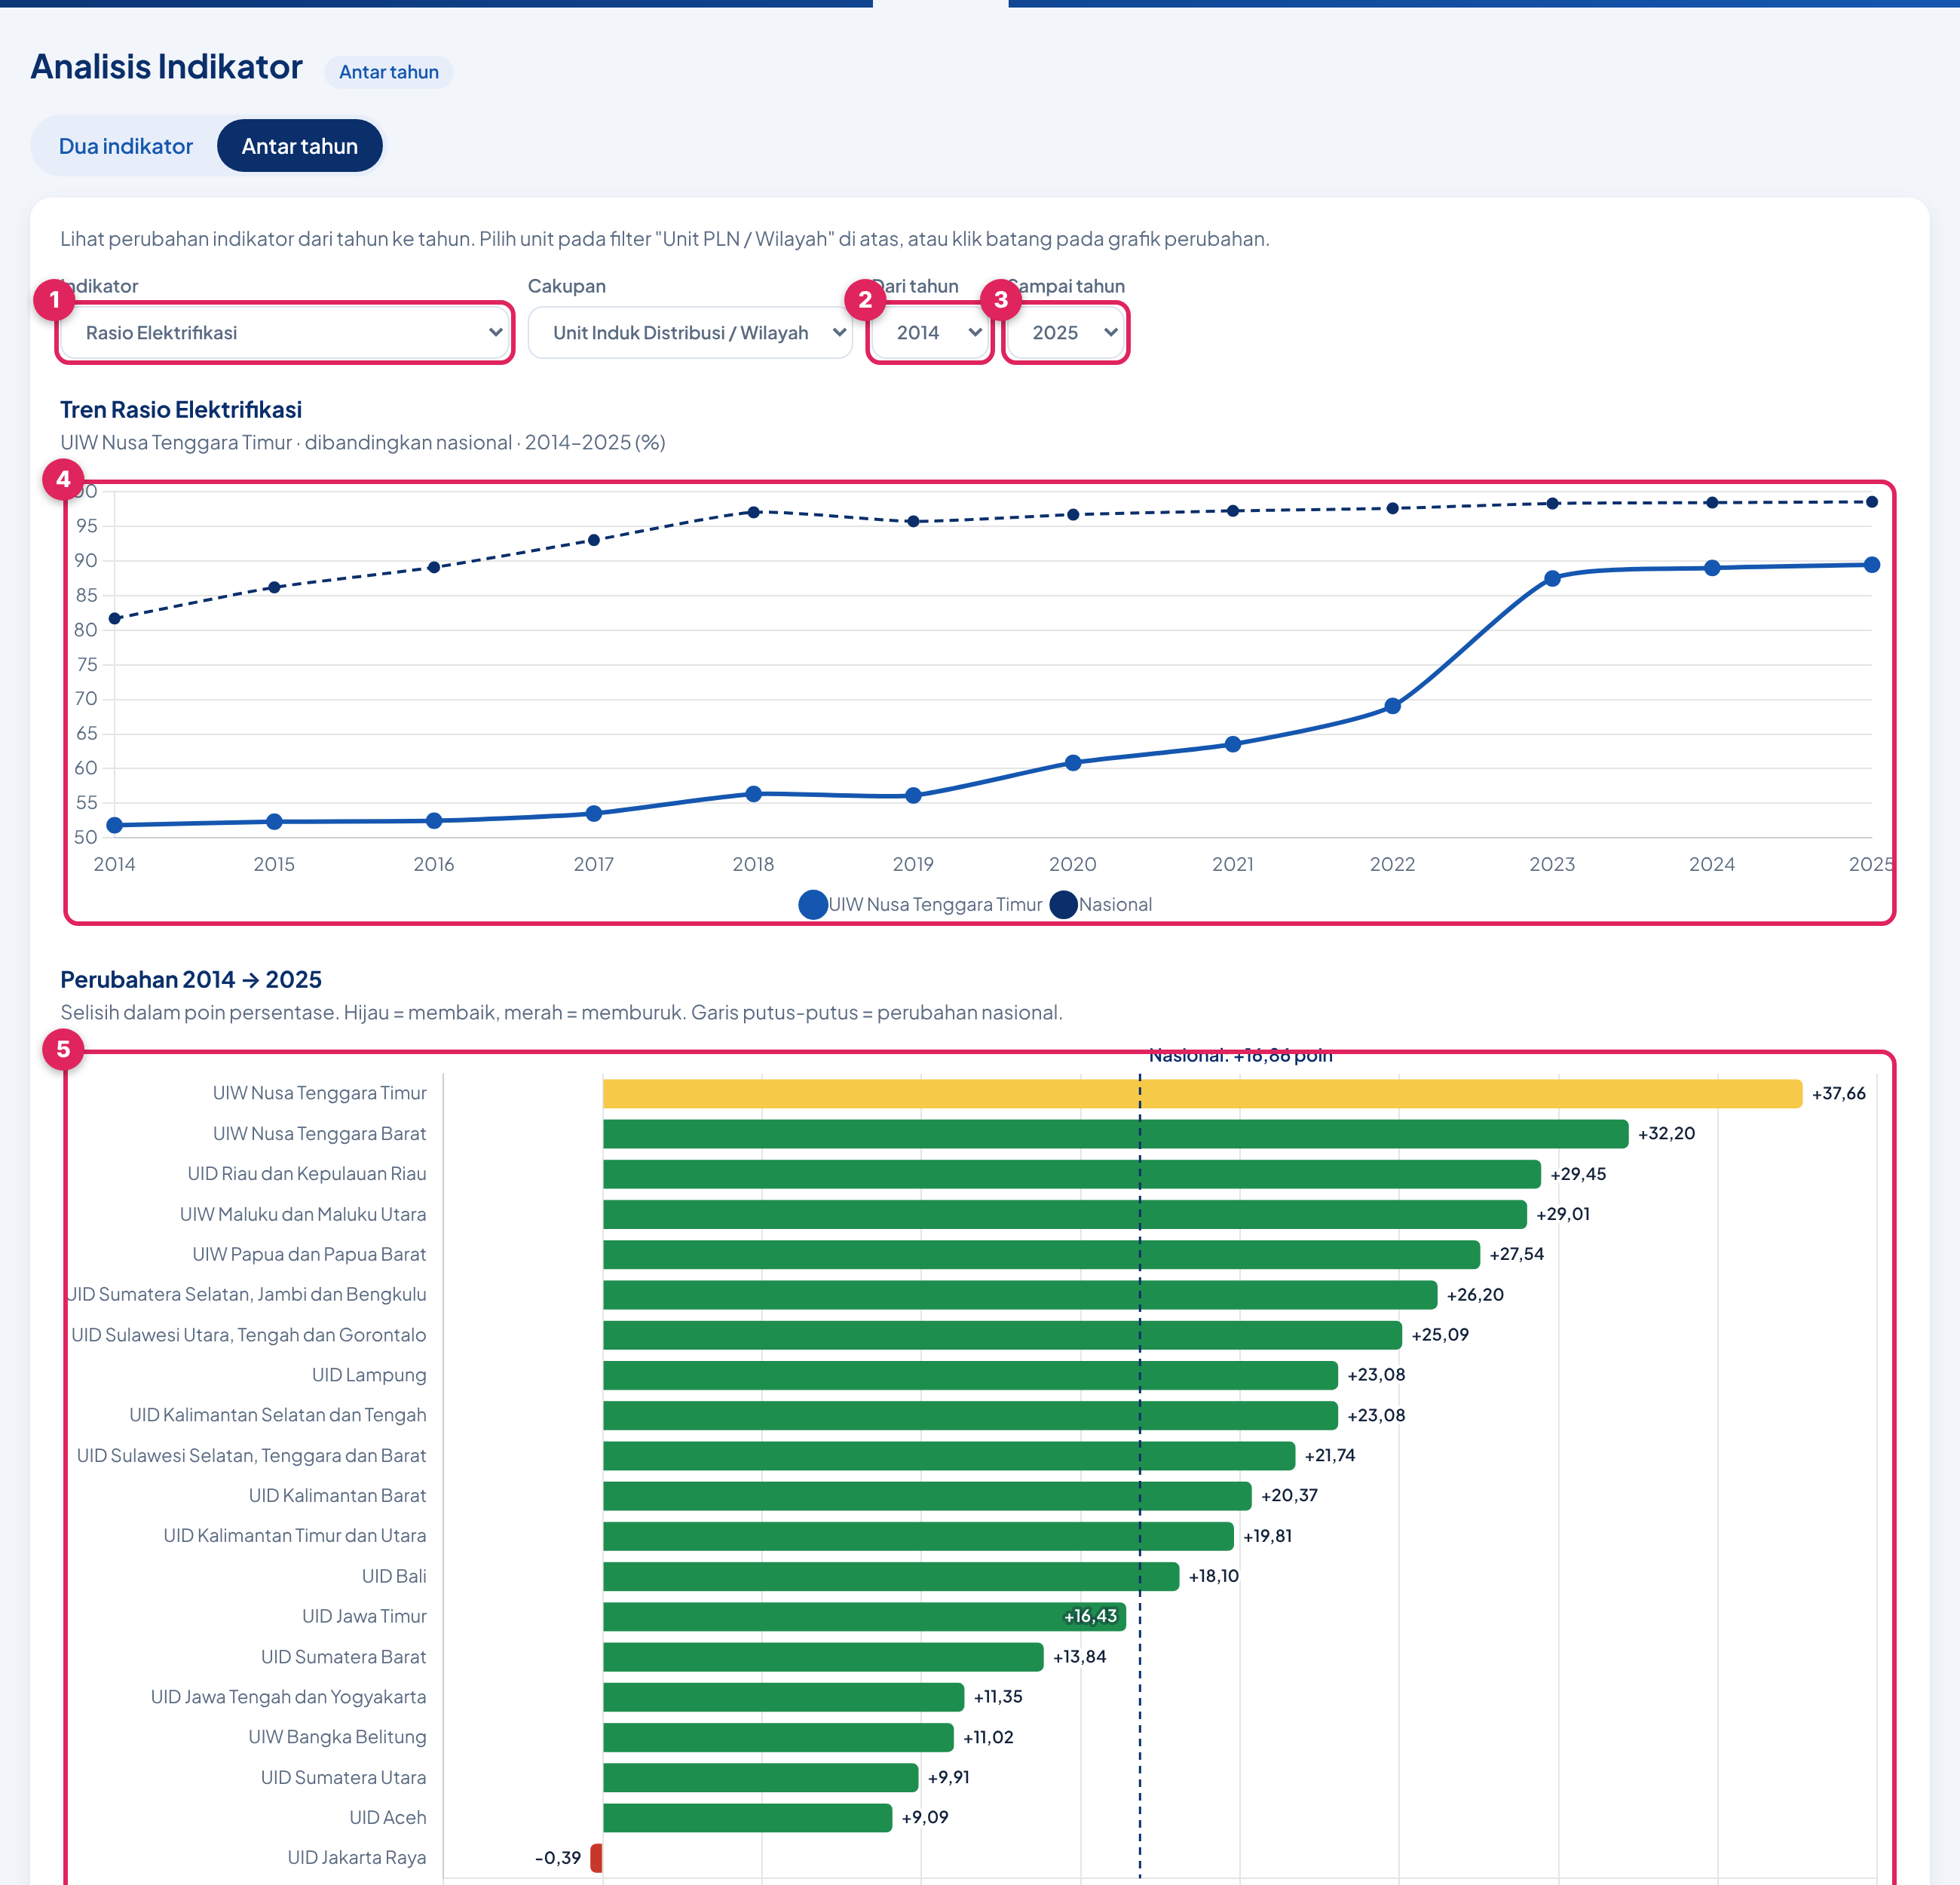 Analisis Indikator Antar tahun
Dua indikator Antar tahun
Lihat perubahan indikator dari tahun ke tahun. Pilih unit pada filter "Unit PLN / Wilayah" di atas, atau klik batang pada grafik perubahan.
Indikator Cakupan Dari tahun Sampai tahun
1 2 3
Rasio Elektrifikasi Unit Induk Distribusi / Wilayah 2014 2025
Tren Rasio Elektrifikasi
UIW Nusa Tenggara Timur · dibandingkan nasional · 2014–2025 (%)
4
100
95
90
85
80
75
70
65
60
55
50
2014 2015 2016 2017 2018 2019 2020 2021 2022 2023 2024 2025
UIW Nusa Tenggara Timur Nasional
Perubahan 2014 → 2025
Selisih dalam poin persentase. Hijau = membaik, merah = memburuk. Garis putus-putus = perubahan nasional.
5
Nasional: +16,86 poin
UIW Nusa Tenggara Timur +37,66
UIW Nusa Tenggara Barat +32,20
UID Riau dan Kepulauan Riau +29,45
UIW Maluku dan Maluku Utara +29,01
UIW Papua dan Papua Barat +27,54
UID Sumatera Selatan, Jambi dan Bengkulu +26,20
UID Sulawesi Utara, Tengah dan Gorontalo +25,09
UID Lampung +23,08
UID Kalimantan Selatan dan Tengah +23,08
UID Sulawesi Selatan, Tenggara dan Barat +21,74
UID Kalimantan Barat +20,37
UID Kalimantan Timur dan Utara +19,81
UID Bali +18,10
UID Jawa Timur +16,43
UID Sumatera Barat +13,84
UID Jawa Tengah dan Yogyakarta +11,35
UIW Bangka Belitung +11,02
UID Sumatera Utara +9,91
UID Aceh +9,09
UID Jakarta Raya -0,39